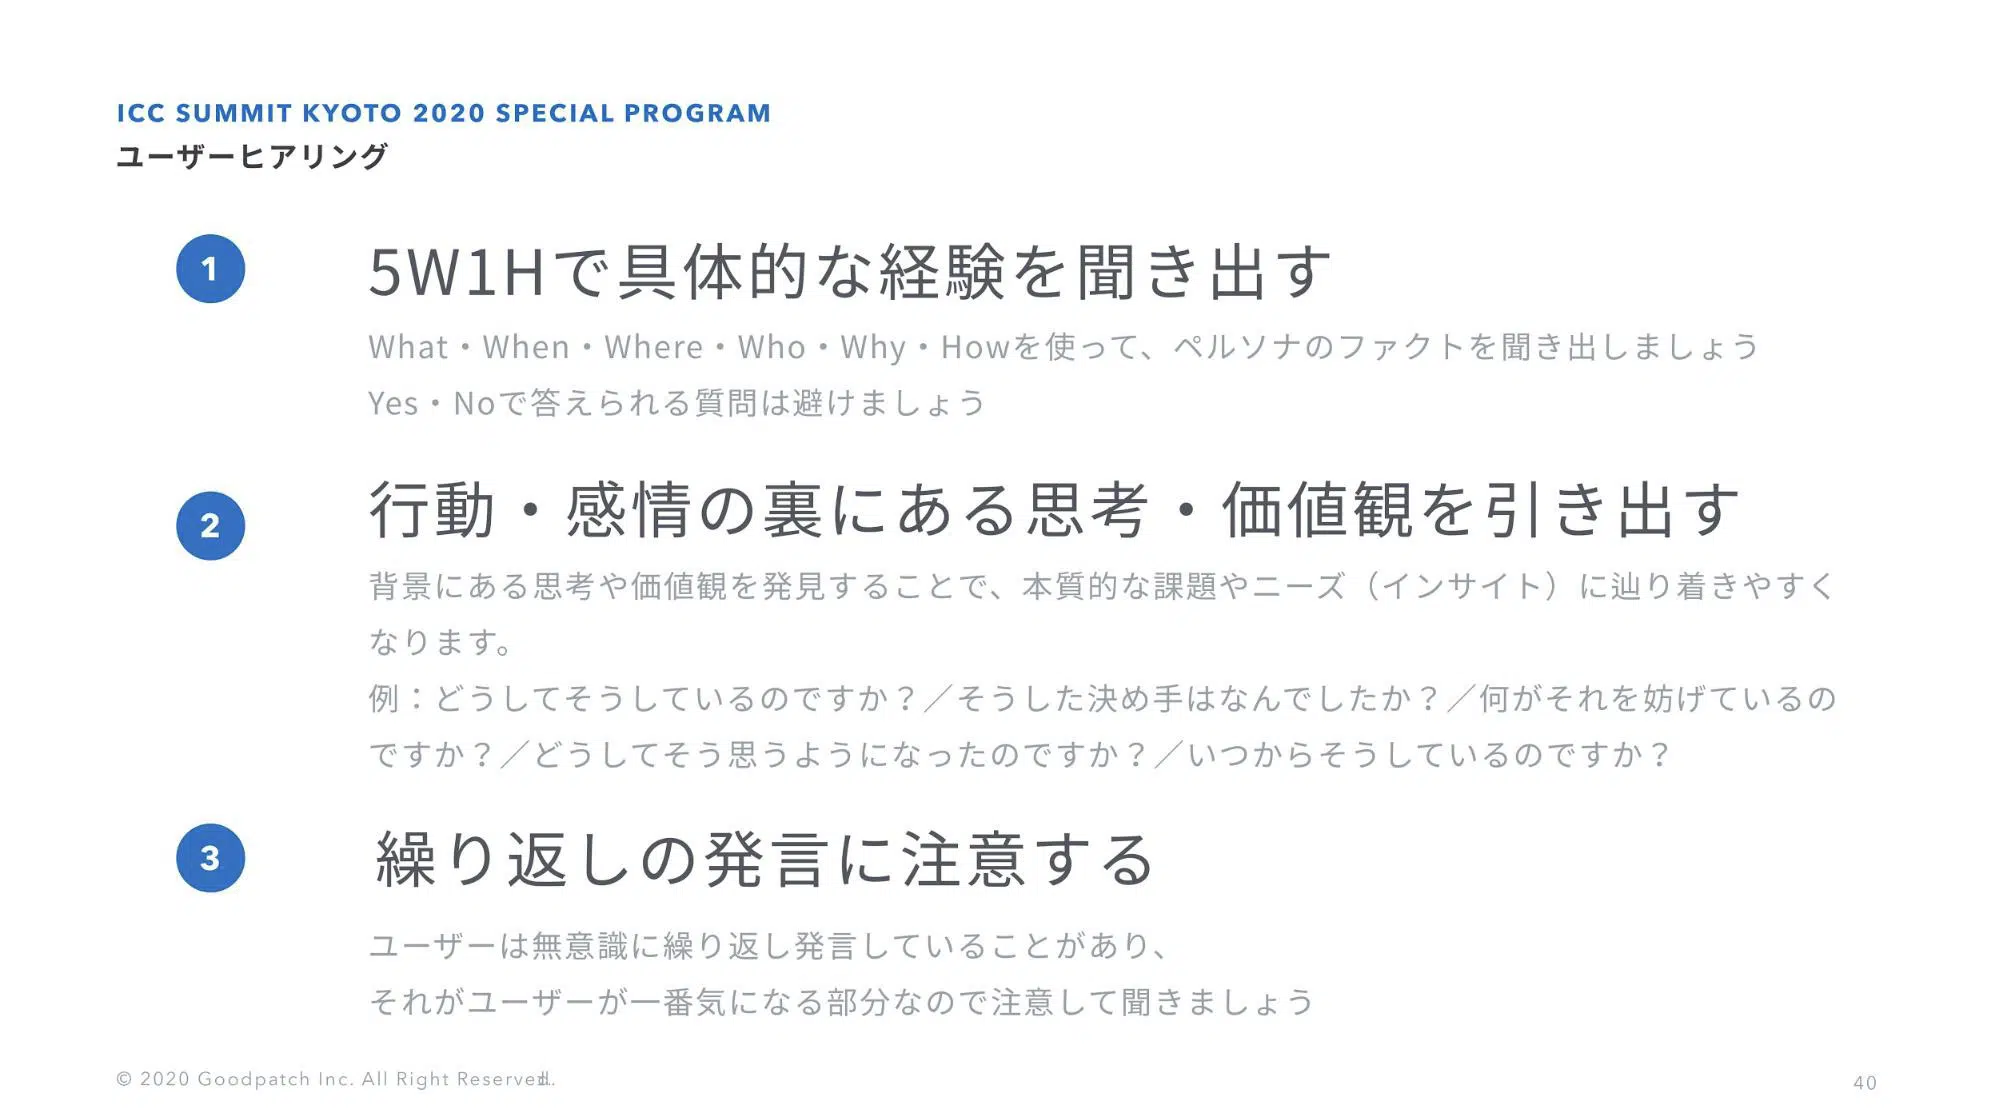 ICC SUMMIT KYOTO 2020 SPECIAL PROGRAM
ユーザーヒアリング
1
5W1Hで具体的な経験を聞き出す
What・When・Where・Who・Why・Howを使って、ペルソナのファクトを聞き出しましょう
Yes・Noで答えられる質問は避けましょう
2
行動・感情の裏にある思考・価値観を引き出す
背景にある思考や価値観を発見することで、本質的な課題やニーズ（インサイト）に辿り着きやすく
なります。
例：どうしてそうしているのですか？／そうした決め手はなんでしたか？／何がそれを妨げているの
ですか？／どうしてそう思うようになったのですか？／いつからそうしているのですか？
3
繰り返しの発言に注意する
ユーザーは無意識に繰り返し発言していることがあり、
それがユーザーが一番気になる部分なので注意して聞きましょう
© 2020 Goodpatch Inc. All Right Reserved.
40